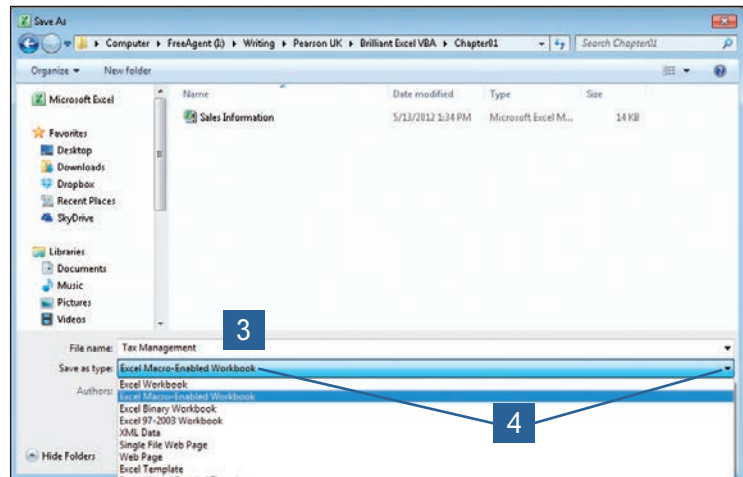 Save As
Computer ▸ FreeAgent (I:) ▸ Writing ▸ Pearson UK ▸ Brilliant Excel VBA ▸ Chapter01
Search Chapter01
Organize
New folder
Microsoft Excel
Name
Date modified
Type
Size
Sales Information
5/13/2012 1:34 PM
Microsoft Excel M...
14 KB
Favorites
Desktop
Downloads
Dropbox
Recent Places
SkyDrive
Libraries
Documents
Music
Pictures
Videos
3
File name: Tax Management
Save as type: Excel Macro-Enabled Workbook
Authors:
Excel Workbook
Excel Macro-Enabled Workbook
Excel Binary Workbook
Excel 97-2003 Workbook
XML Data
Single File Web Page
Web Page
Excel Template
4
Hide Folders